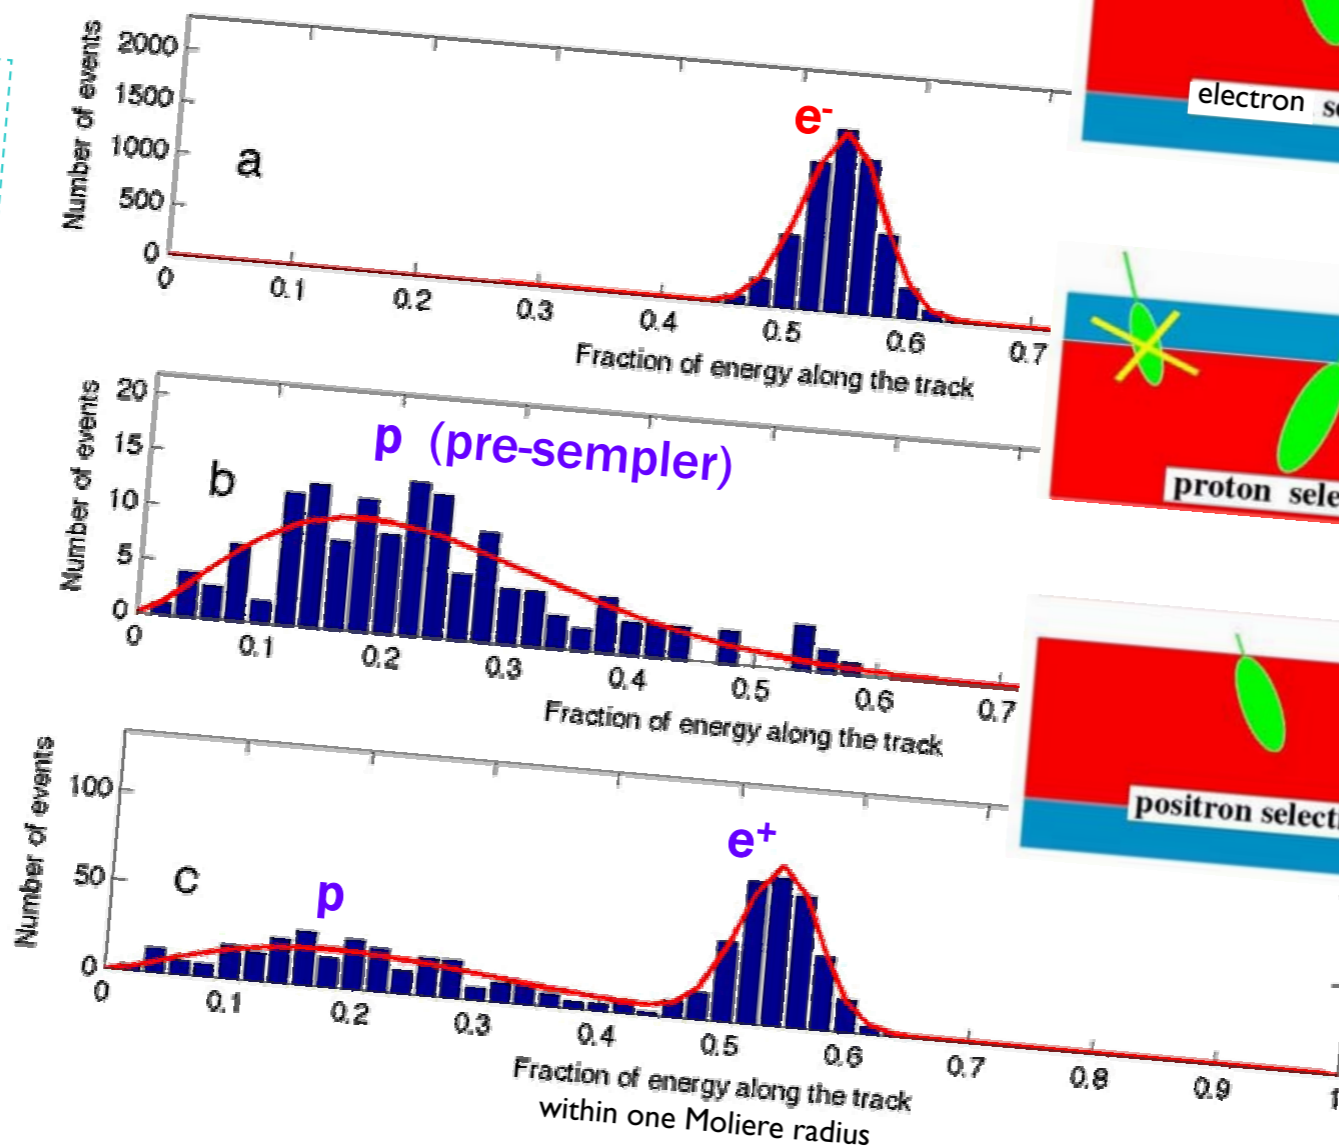 Number of events
2000
1500
1000
500
0
a
e-
0 0.1 0.2 0.3 0.4 0.5 0.6 0.7
Fraction of energy along the track
electron
Number of events
20
15
10
5
0
b
p (pre-sempler)
0 0.1 0.2 0.3 0.4 0.5 0.6 0.7
Fraction of energy along the track
proton
Number of events
100
50
0
c
p
e+
0 0.1 0.2 0.3 0.4 0.5 0.6 0.7 0.8 0.9 1
Fraction of energy along the track
within one Moliere radius
positron